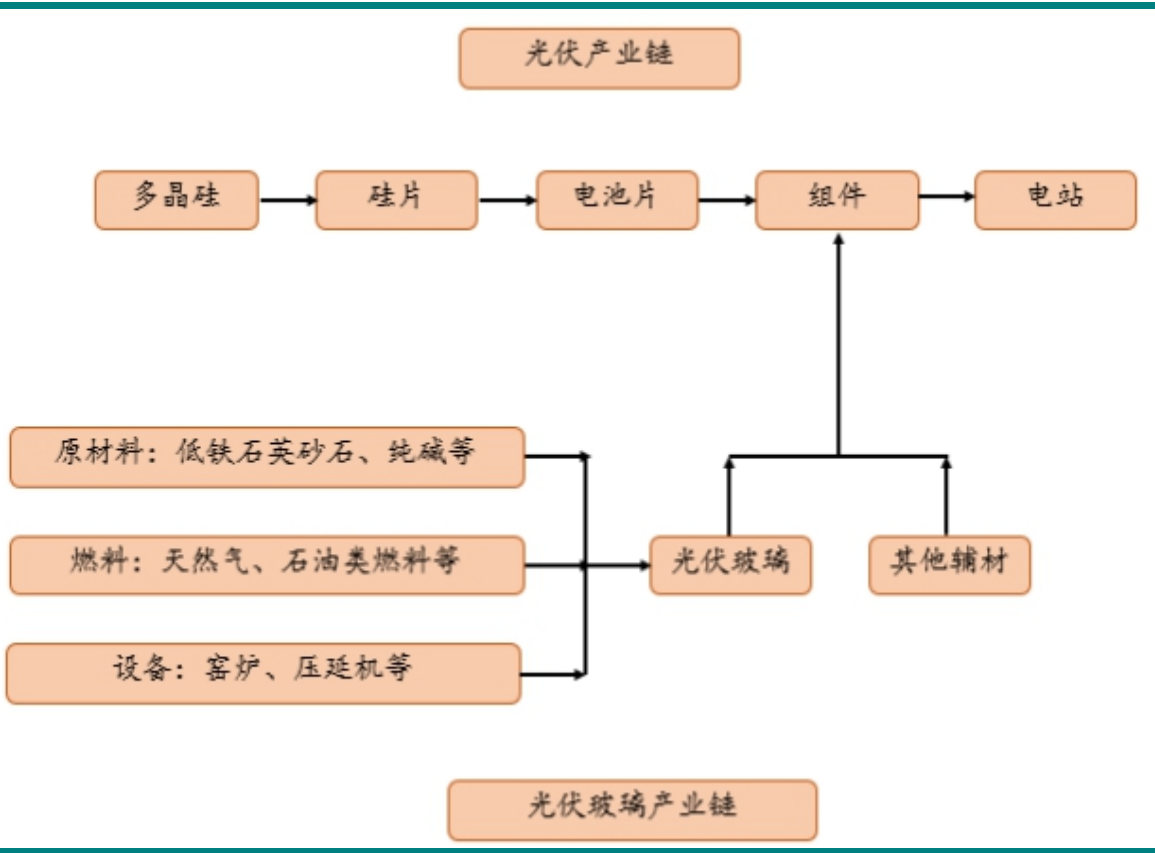 光伏产业链
多晶硅
硅片
电池片
组件
电站
原材料：低铁石英砂石、纯碱等
燃料：天然气、石油类燃料等
光伏玻璃
其他辅材
设备：窑炉、压延机等
光伏玻璃产业链